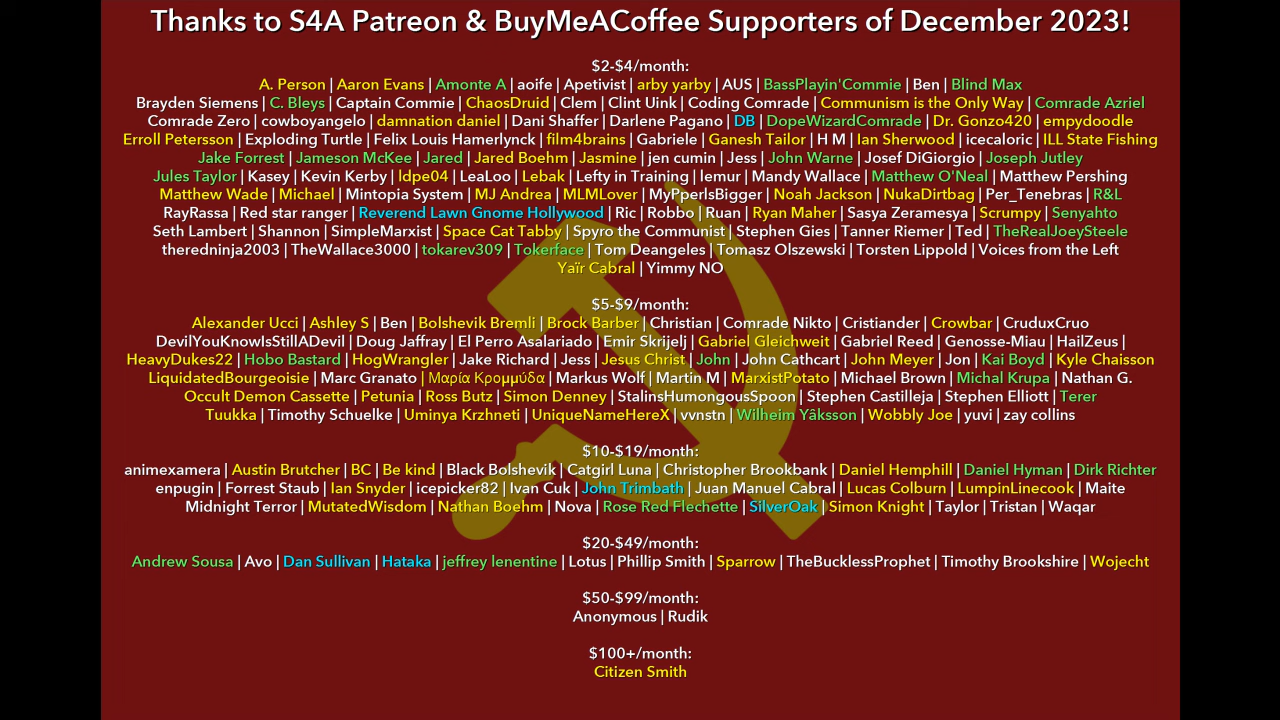 Thanks to S4A Patreon & BuyMeACoffee Supporters of December 2023!
$2-$4/month:
A. Person | Aaron Evans | Amonte A | aoife | Apetivist | arby yarby | AUS | BassPlayin'Commie | Ben | Blind Max
Brayden Siemens | C. Bleys | Captain Commie | ChaosDruid | Clem | Clint Uink | Coding Comrade | Communism is the Only Way | Comrade Azriel
Comrade Zero | cowboyangelo | damnation daniel | Dani Shaffer | Darlene Pagano | DB | DopeWizardComrade | Dr. Gonzo420 | empydoodle
Erroll Petersson | Exploding Turtle | Felix Louis Hamerlynck | film4brains | Gabriele | Ganesh Tailor | H M | Ian Sherwood | icecaloric | ILL State Fishing
Jake Forrest | Jameson McKee | Jared | Jared Boehm | Jasmine | jen cumin | Jess | John Warne | Josef DiGiorgio | Joseph Jutley
Jules Taylor | Kasey | Kevin Kerby | ldpe04 | LeaLoo | Lebak | Lefty in Training | lemur | Mandy Wallace | Matthew O'Neal | Matthew Pershing
Matthew Wade | Michael | Mintopia System | MJ Andrea | MLMLover | MyPperlsBigger | Noah Jackson | NukaDirtbag | Per_Tenebras | R&L
RayRassa | Red star ranger | Reverend Lawn Gnome Hollywood | Ric | Robbo | Ruan | Ryan Maher | Sasya Zeramesya | Scrumpy | Senyahto
Seth Lambert | Shannon | SimpleMarxist | Space Cat Tabby | Spyro the Communist | Stephen Gies | Tanner Riemer | Ted | TheRealJoeySteele
theredninja2003 | TheWallace3000 | tokarev309 | Tokerface | Tom Deangeles | Tomasz Olszewski | Torsten Lippold | Voices from the Left
Yaïr Cabral | Yimmy NO
$5-$9/month:
Alexander Ucci | Ashley S | Ben | Bolshevik Bremli | Brock Barber | Christian | Comrade Nikto | Cristiander | Crowbar | CruduxCruo
DevilYouKnowIsStillADevil | Doug Jaffray | El Perro Asalariado | Emir Skrijelj | Gabriel Gleichweit | Gabriel Reed | Genosse-Miau | HailZeus |
HeavyDukes22 | Hobo Bastard | HogWrangler | Jake Richard | Jess | Jesus Christ | John | John Cathcart | John Meyer | Jon | Kai Boyd | Kyle Chaisson
LiquidatedBourgeoisie | Marc Granato | Μαρία Κρομμύδα | Markus Wolf | Martin M | MarxistPotato | Michael Brown | Michal Krupa | Nathan G.
Occult Demon Cassette | Petunia | Ross Butz | Simon Denney | StalinsHumongousSpoon | Stephen Castilleja | Stephen Elliott | Terer
Tuukka | Timothy Schuelke | Uminya Krzhneti | UniqueNameHereX | vvnstn | Wilheim Yåksson | Wobbly Joe | yuvi | zay collins
$10-$19/month:
animexamera | Austin Brutcher | BC | Be kind | Black Bolshevik | Catgirl Luna | Christopher Brookbank | Daniel Hemphill | Daniel Hyman | Dirk Richter
enpugin | Forrest Staub | Ian Snyder | icepicker82 | Ivan Cuk | John Trimbath | Juan Manuel Cabral | Lucas Colburn | LumpinLinecook | Maite
Midnight Terror | MutatedWisdom | Nathan Boehm | Nova | Rose Red Flechette | SilverOak | Simon Knight | Taylor | Tristan | Waqar
$20-$49/month:
Andrew Sousa | Avo | Dan Sullivan | Hataka | jeffrey lenentine | Lotus | Phillip Smith | Sparrow | TheBucklessProphet | Timothy Brookshire | Wojecht
$50-$99/month:
Anonymous | Rudik
$100+/month:
Citizen Smith